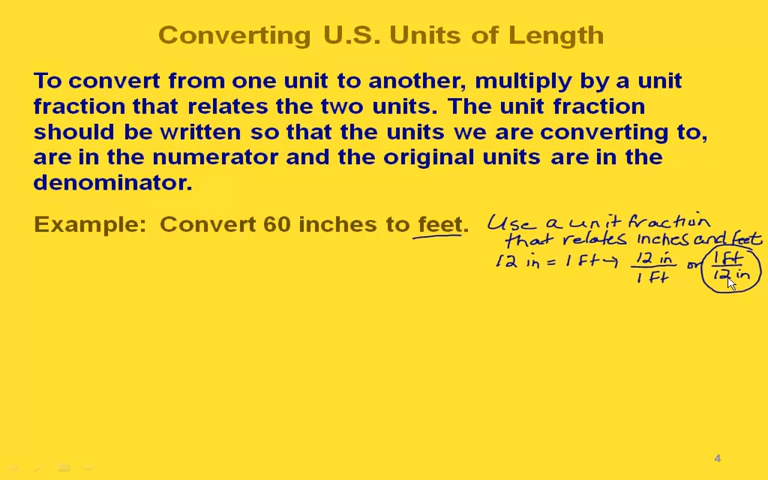 Converting U.S. Units of Length
To convert from one unit to another, multiply by a unit
fraction that relates the two units. The unit fraction
should be written so that the units we are converting to,
are in the numerator and the original units are in the
denominator.
Example: Convert 60 inches to feet.
Use a unit fraction
that relates inches and feet
12 in = 1 Ft → 12 in / 1 Ft or 1 Ft / 12 in
4